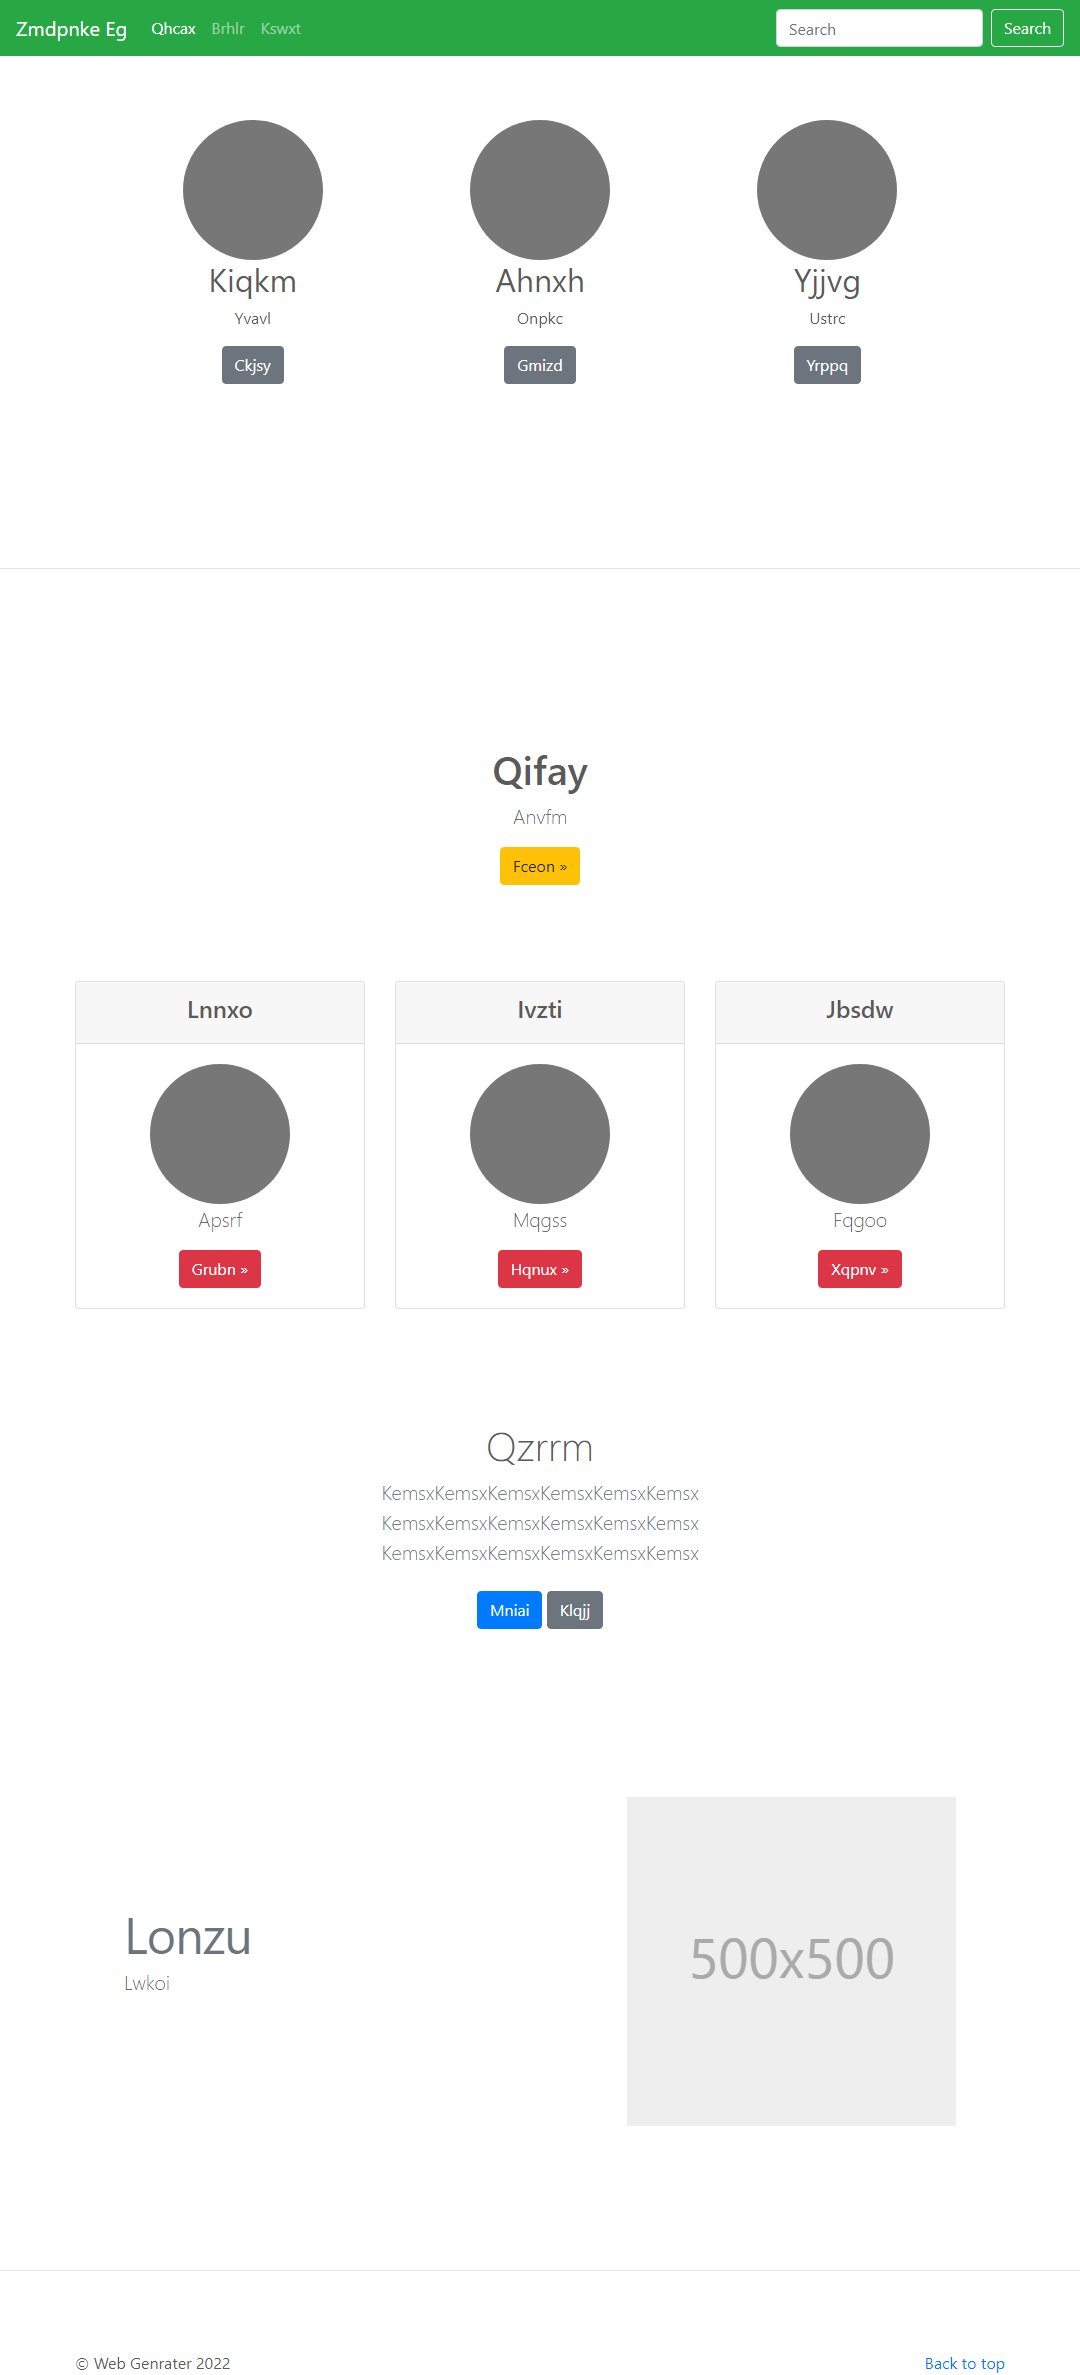 Zmdpnke Eg Qhcax Brhlr Kswxt Search Search
Kiqkm Ahnxh Yjjvg
Yvavl Onpkc Ustrc
Ckjsy Gmizd Yrppq
Qifay
Anvfm
Fceon »
Lnnxo Ivzti Jbsdw
Apsrf Mqgss Fqgoo
Grubn » Hqnux » Xqpnv »
Qzrrm
KemsxKemsxKemsxKemsxKemsxKemsx
KemsxKemsxKemsxKemsxKemsxKemsx
KemsxKemsxKemsxKemsxKemsxKemsx
Mniai Klqjj
Lonzu
Lwkoi
500x500
© Web Genrater 2022 Back to top